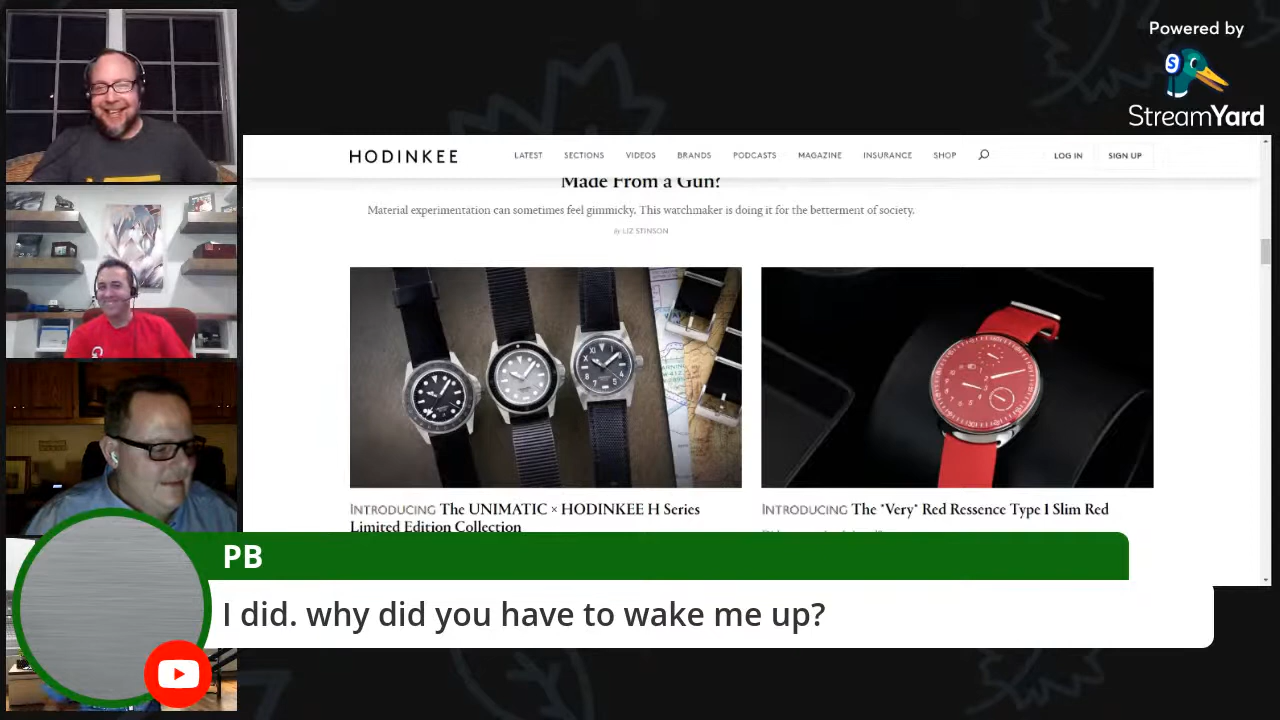 Powered by
StreamYard
HODINKEE LATEST SECTIONS VIDEOS BRANDS PODCASTS MAGAZINE INSURANCE SHOP LOG IN SIGN UP
Made From a Gun?
Material experimentation can sometimes feel gimmicky. This watchmaker is doing it for the betterment of society.
By LIZ STINSON
INTRODUCING The UNIMATIC × HODINKEE H Series
Limited Edition Collection
INTRODUCING The 'Very' Red Ressence Type 1 Slim Red
PB
I did. why did you have to wake me up?